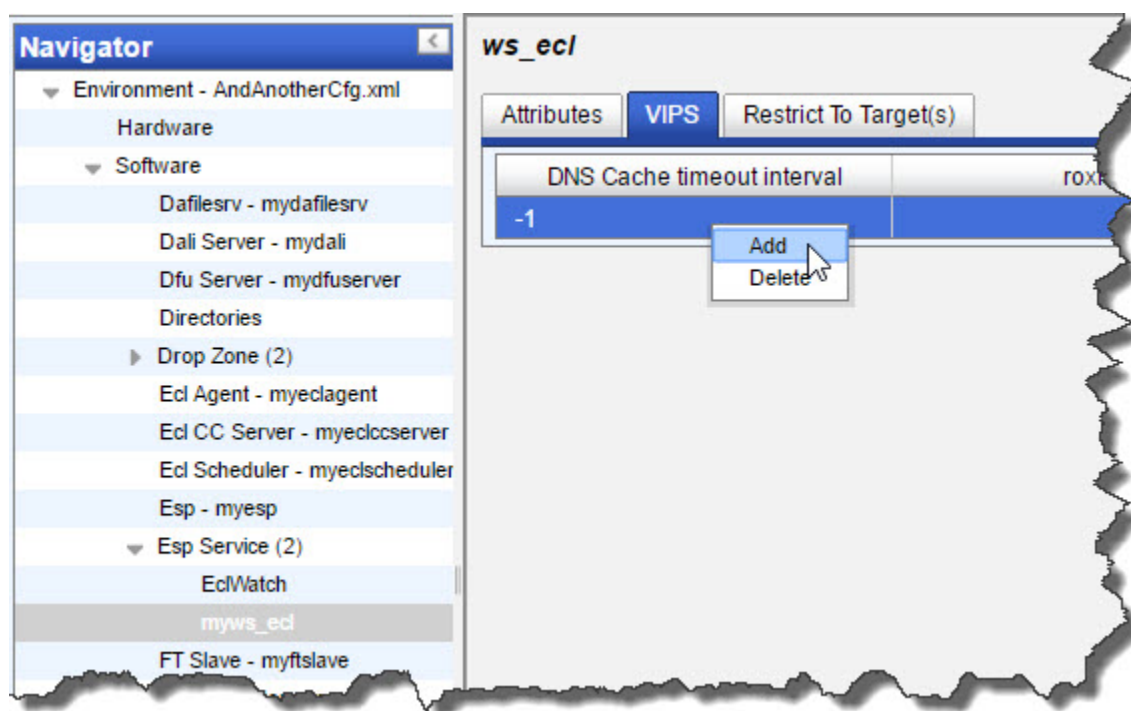 Navigator
Environment - AndAnotherCfg.xml
Hardware
Software
Dafilesrv - mydafilesrv
Dali Server - mydali
Dfu Server - mydfuserver
Directories
Drop Zone (2)
Ecl Agent - myeclagent
Ecl CC Server - myeclccserver
Ecl Scheduler - myeclscheduler
Esp - myesp
Esp Service (2)
EclWatch
myws_ecl
FT Slave - myftslave
ws_ecl
Attributes VIPS Restrict To Target(s)
DNS Cache timeout interval
-1
Add
Delete